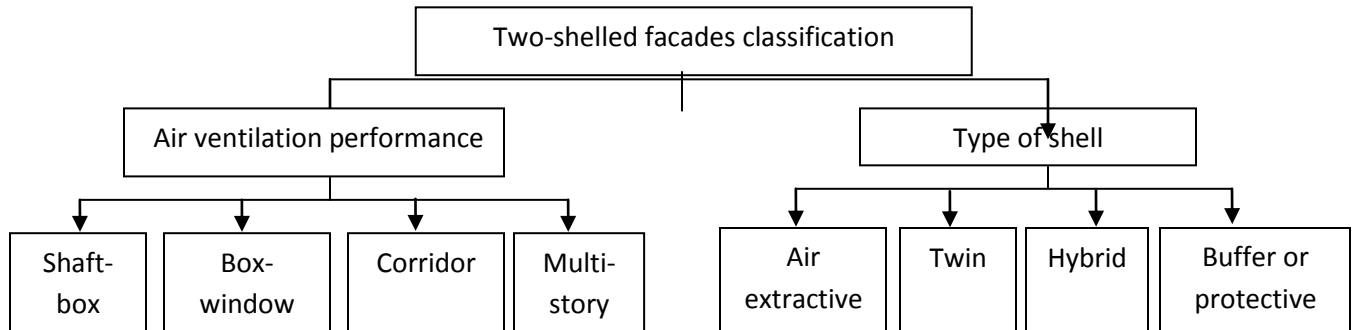 Two-shelled facades classification
Air ventilation performance
Type of shell
Shaft-
box
Box-
window
Corridor
Multi-
story
Air
extractive
Twin
Hybrid
Buffer or
protective